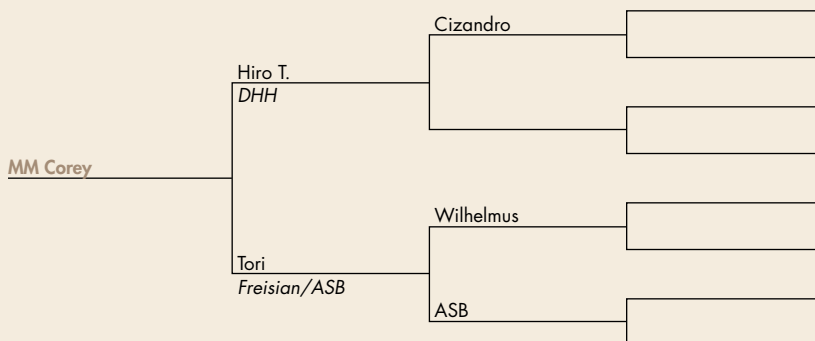 Cizandro
Hiro T.
DHH
MM Corey
Wilhelmus
Tori
Freisian/ASB
ASB